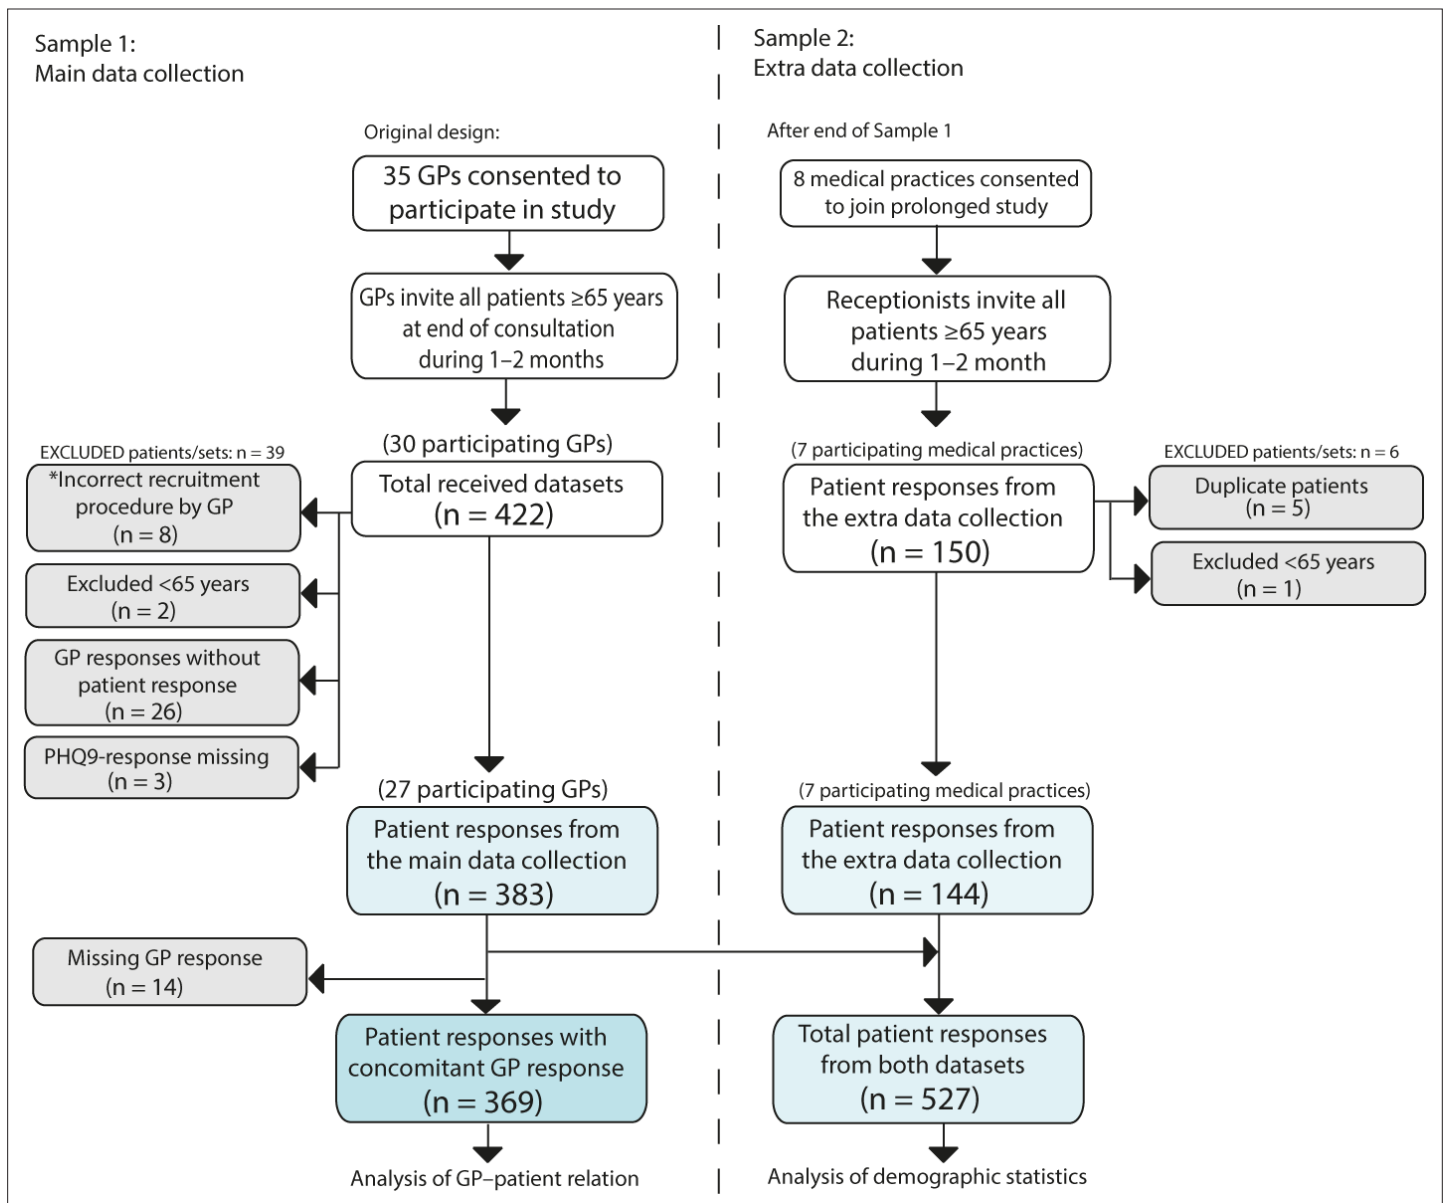 Sample 1:
Main data collection
Original design:
35 GPs consented to
participate in study
GPs invite all patients ≥65 years
at end of consultation
during 1–2 months
(30 participating GPs)
Total received datasets
(n = 422)
EXCLUDED patients/sets: n = 39
*Incorrect recruitment
procedure by GP
(n = 8)
Excluded <65 years
(n = 2)
GP responses without
patient response
(n = 26)
PHQ9-response missing
(n = 3)
(27 participating GPs)
Patient responses from
the main data collection
(n = 383)
Missing GP response
(n = 14)
Patient responses with
concomitant GP response
(n = 369)
Analysis of GP–patient relation
Sample 2:
Extra data collection
After end of Sample 1
8 medical practices consented
to join prolonged study
Receptionists invite all
patients ≥65 years
during 1–2 month
(7 participating medical practices)
Patient responses from
the extra data collection
(n = 150)
EXCLUDED patients/sets: n = 6
Duplicate patients
(n = 5)
Excluded <65 years
(n = 1)
(7 participating medical practices)
Patient responses from
the extra data collection
(n = 144)
Total patient responses
from both datasets
(n = 527)
Analysis of demographic statistics